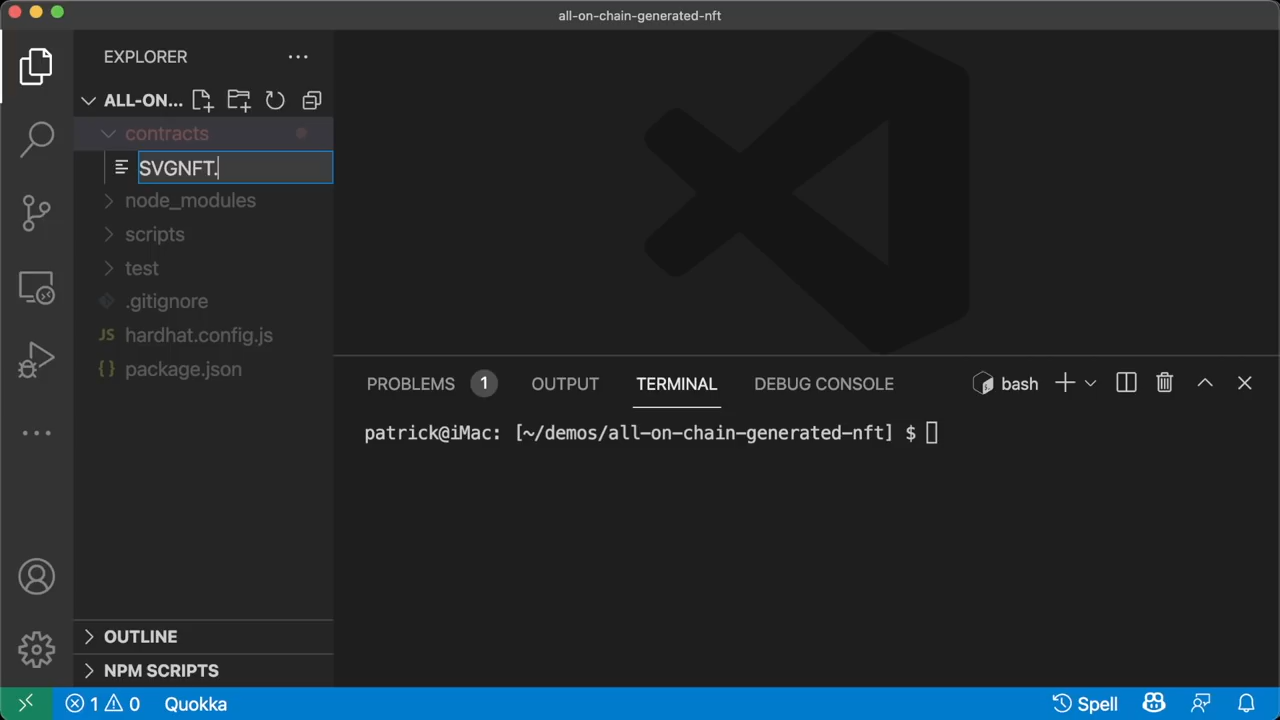 all-on-chain-generated-nft
EXPLORER
ALL-ON...
contracts
SVGNFT.
node_modules
scripts
test
.gitignore
JS hardhat.config.js
{} package.json
PROBLEMS 1 OUTPUT TERMINAL DEBUG CONSOLE bash
patrick@iMac: [~/demos/all-on-chain-generated-nft] $
OUTLINE
NPM SCRIPTS
1 0 Quokka Spell